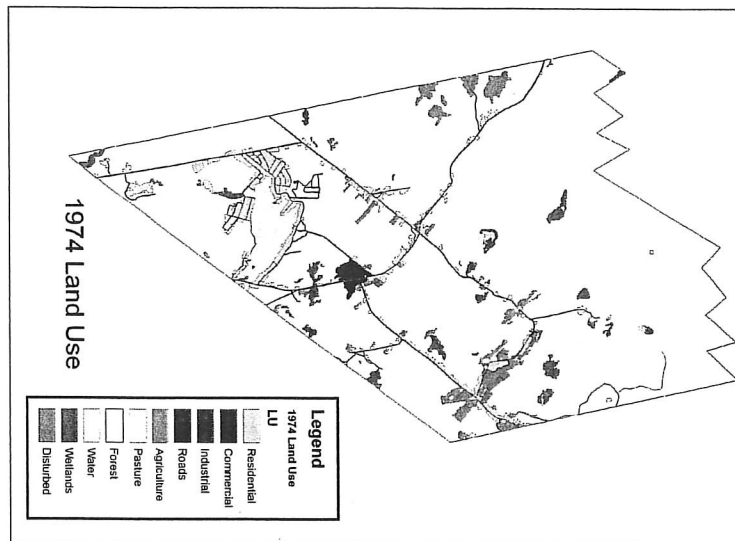 1974 Land Use
Legend
LU
1974 Land Use
Residential
Commercial
Industrial
Roads
Agriculture
Pasture
Forest
Water
Wetlands
Disturbed